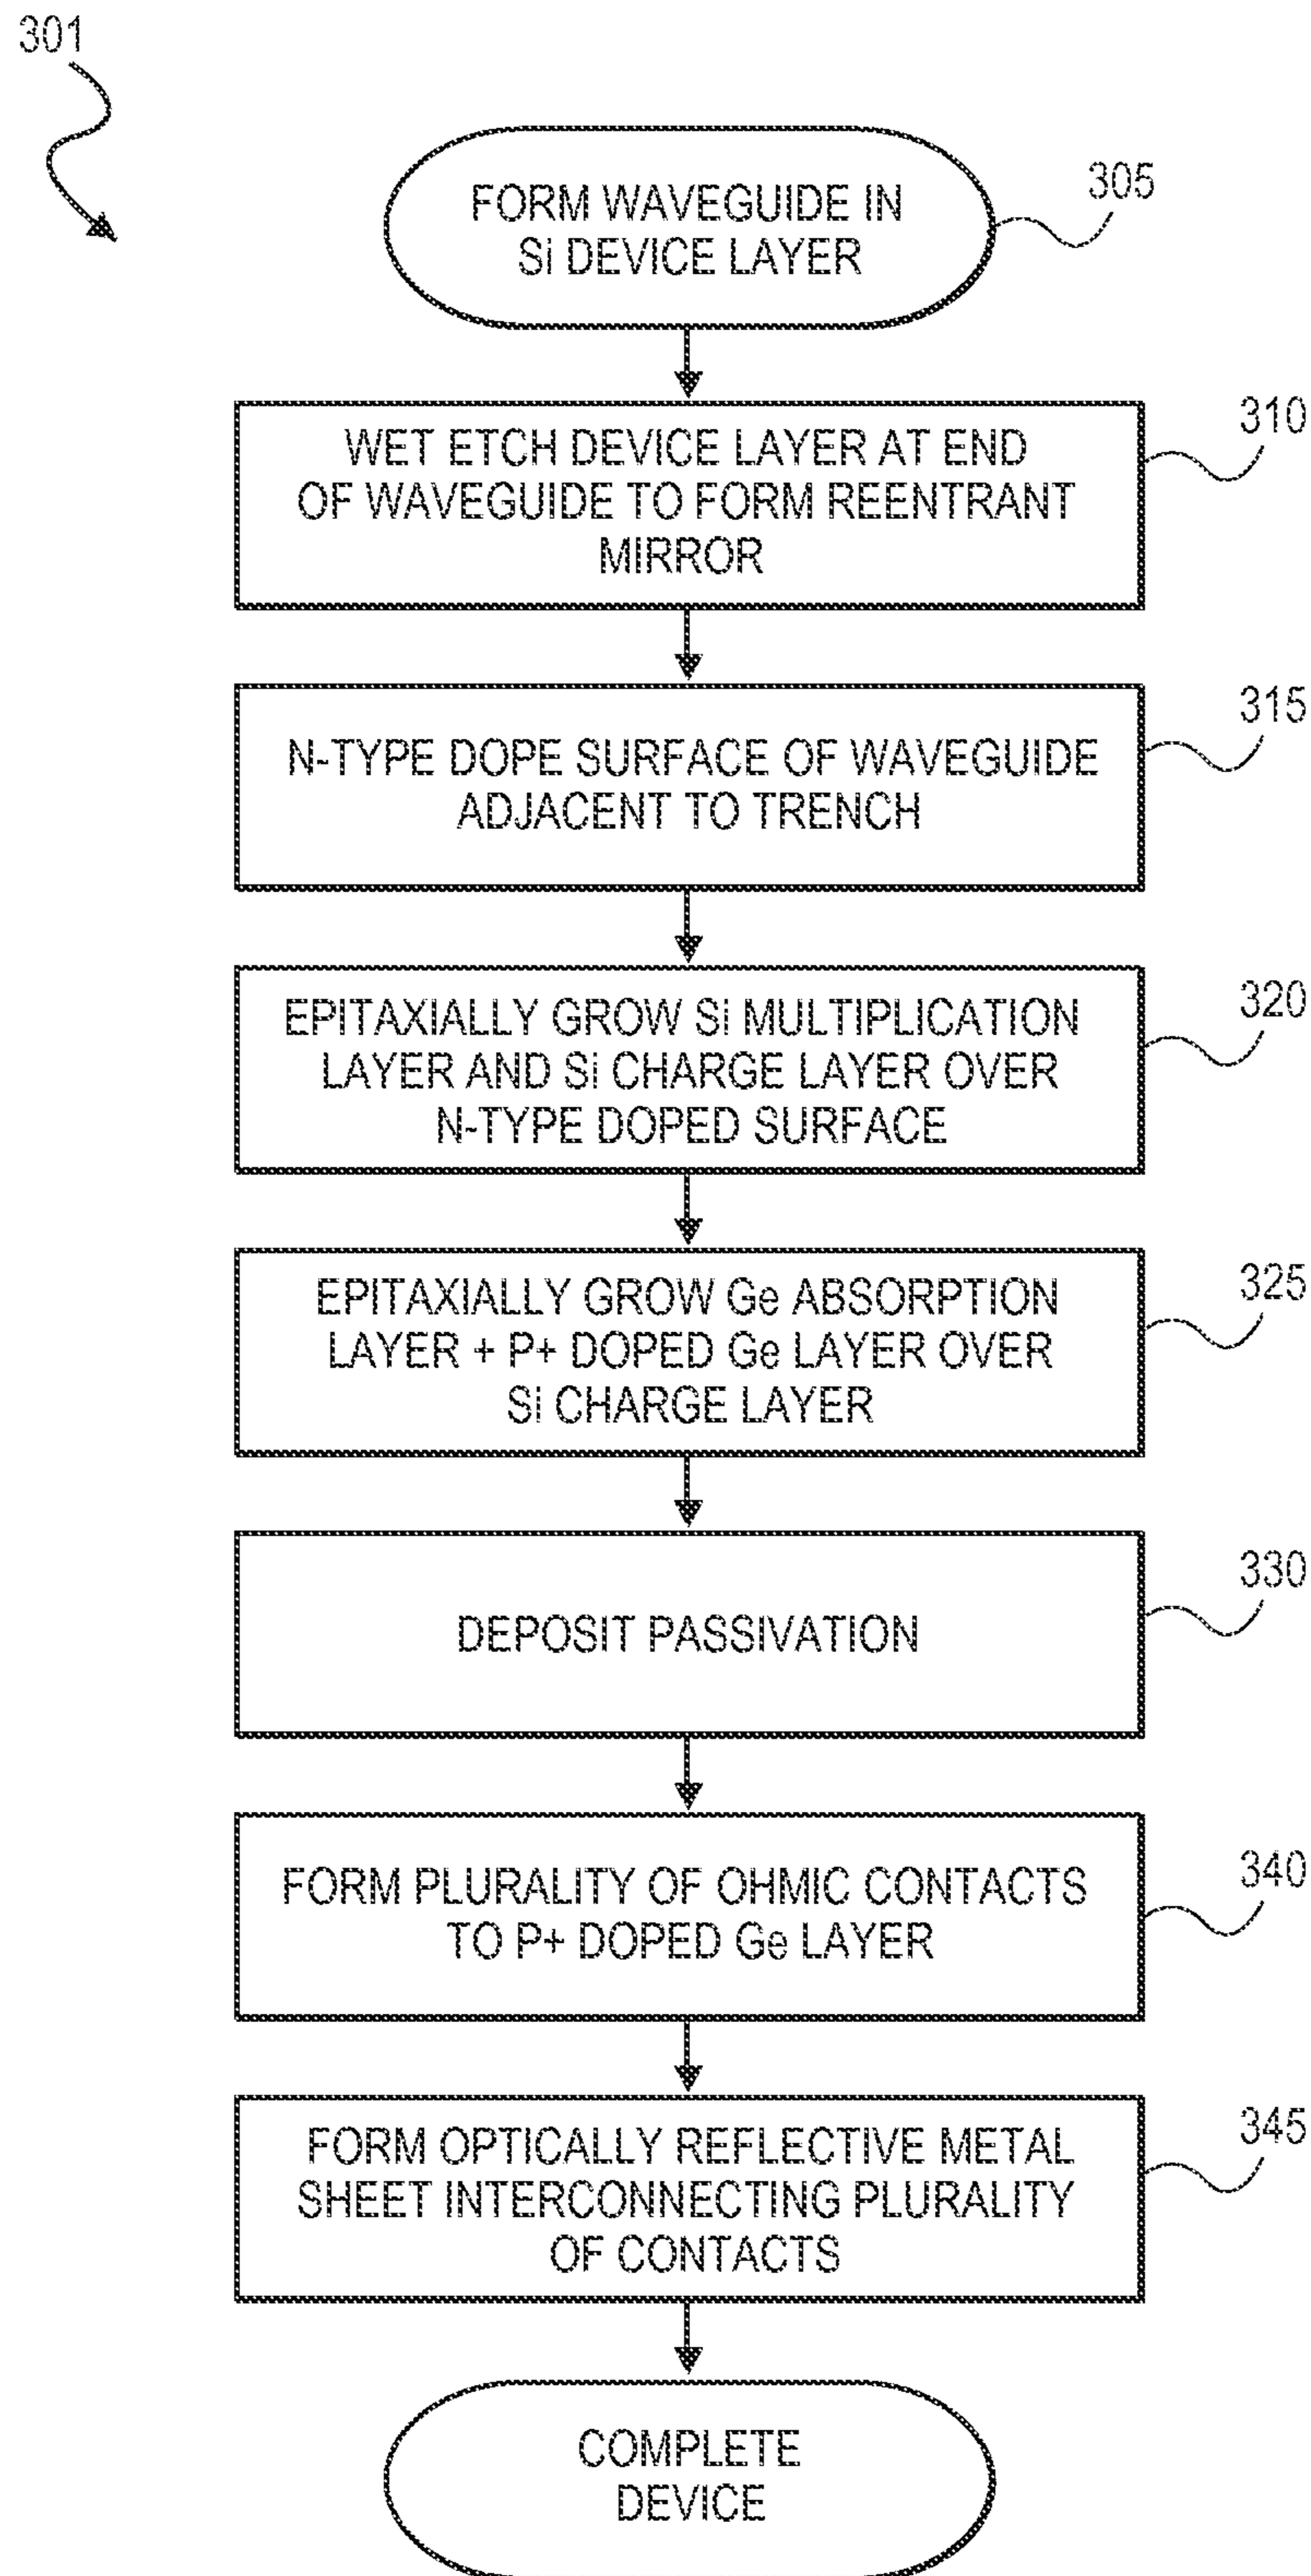 301
FORM WAVEGUIDE IN
Si DEVICE LAYER
305
WET ETCH DEVICE LAYER AT END
OF WAVEGUIDE TO FORM REENTRANT
MIRROR
310
N-TYPE DOPE SURFACE OF WAVEGUIDE
ADJACENT TO TRENCH
315
EPITAXIALLY GROW Si MULTIPLICATION
LAYER AND Si CHARGE LAYER OVER
N-TYPE DOPED SURFACE
320
EPITAXIALLY GROW Ge ABSORPTION
LAYER + P+ DOPED Ge LAYER OVER
Si CHARGE LAYER
325
DEPOSIT PASSIVATION
330
FORM PLURALITY OF OHMIC CONTACTS
TO P+ DOPED Ge LAYER
340
FORM OPTICALLY REFLECTIVE METAL
SHEET INTERCONNECTING PLURALITY
OF CONTACTS
345
COMPLETE
DEVICE